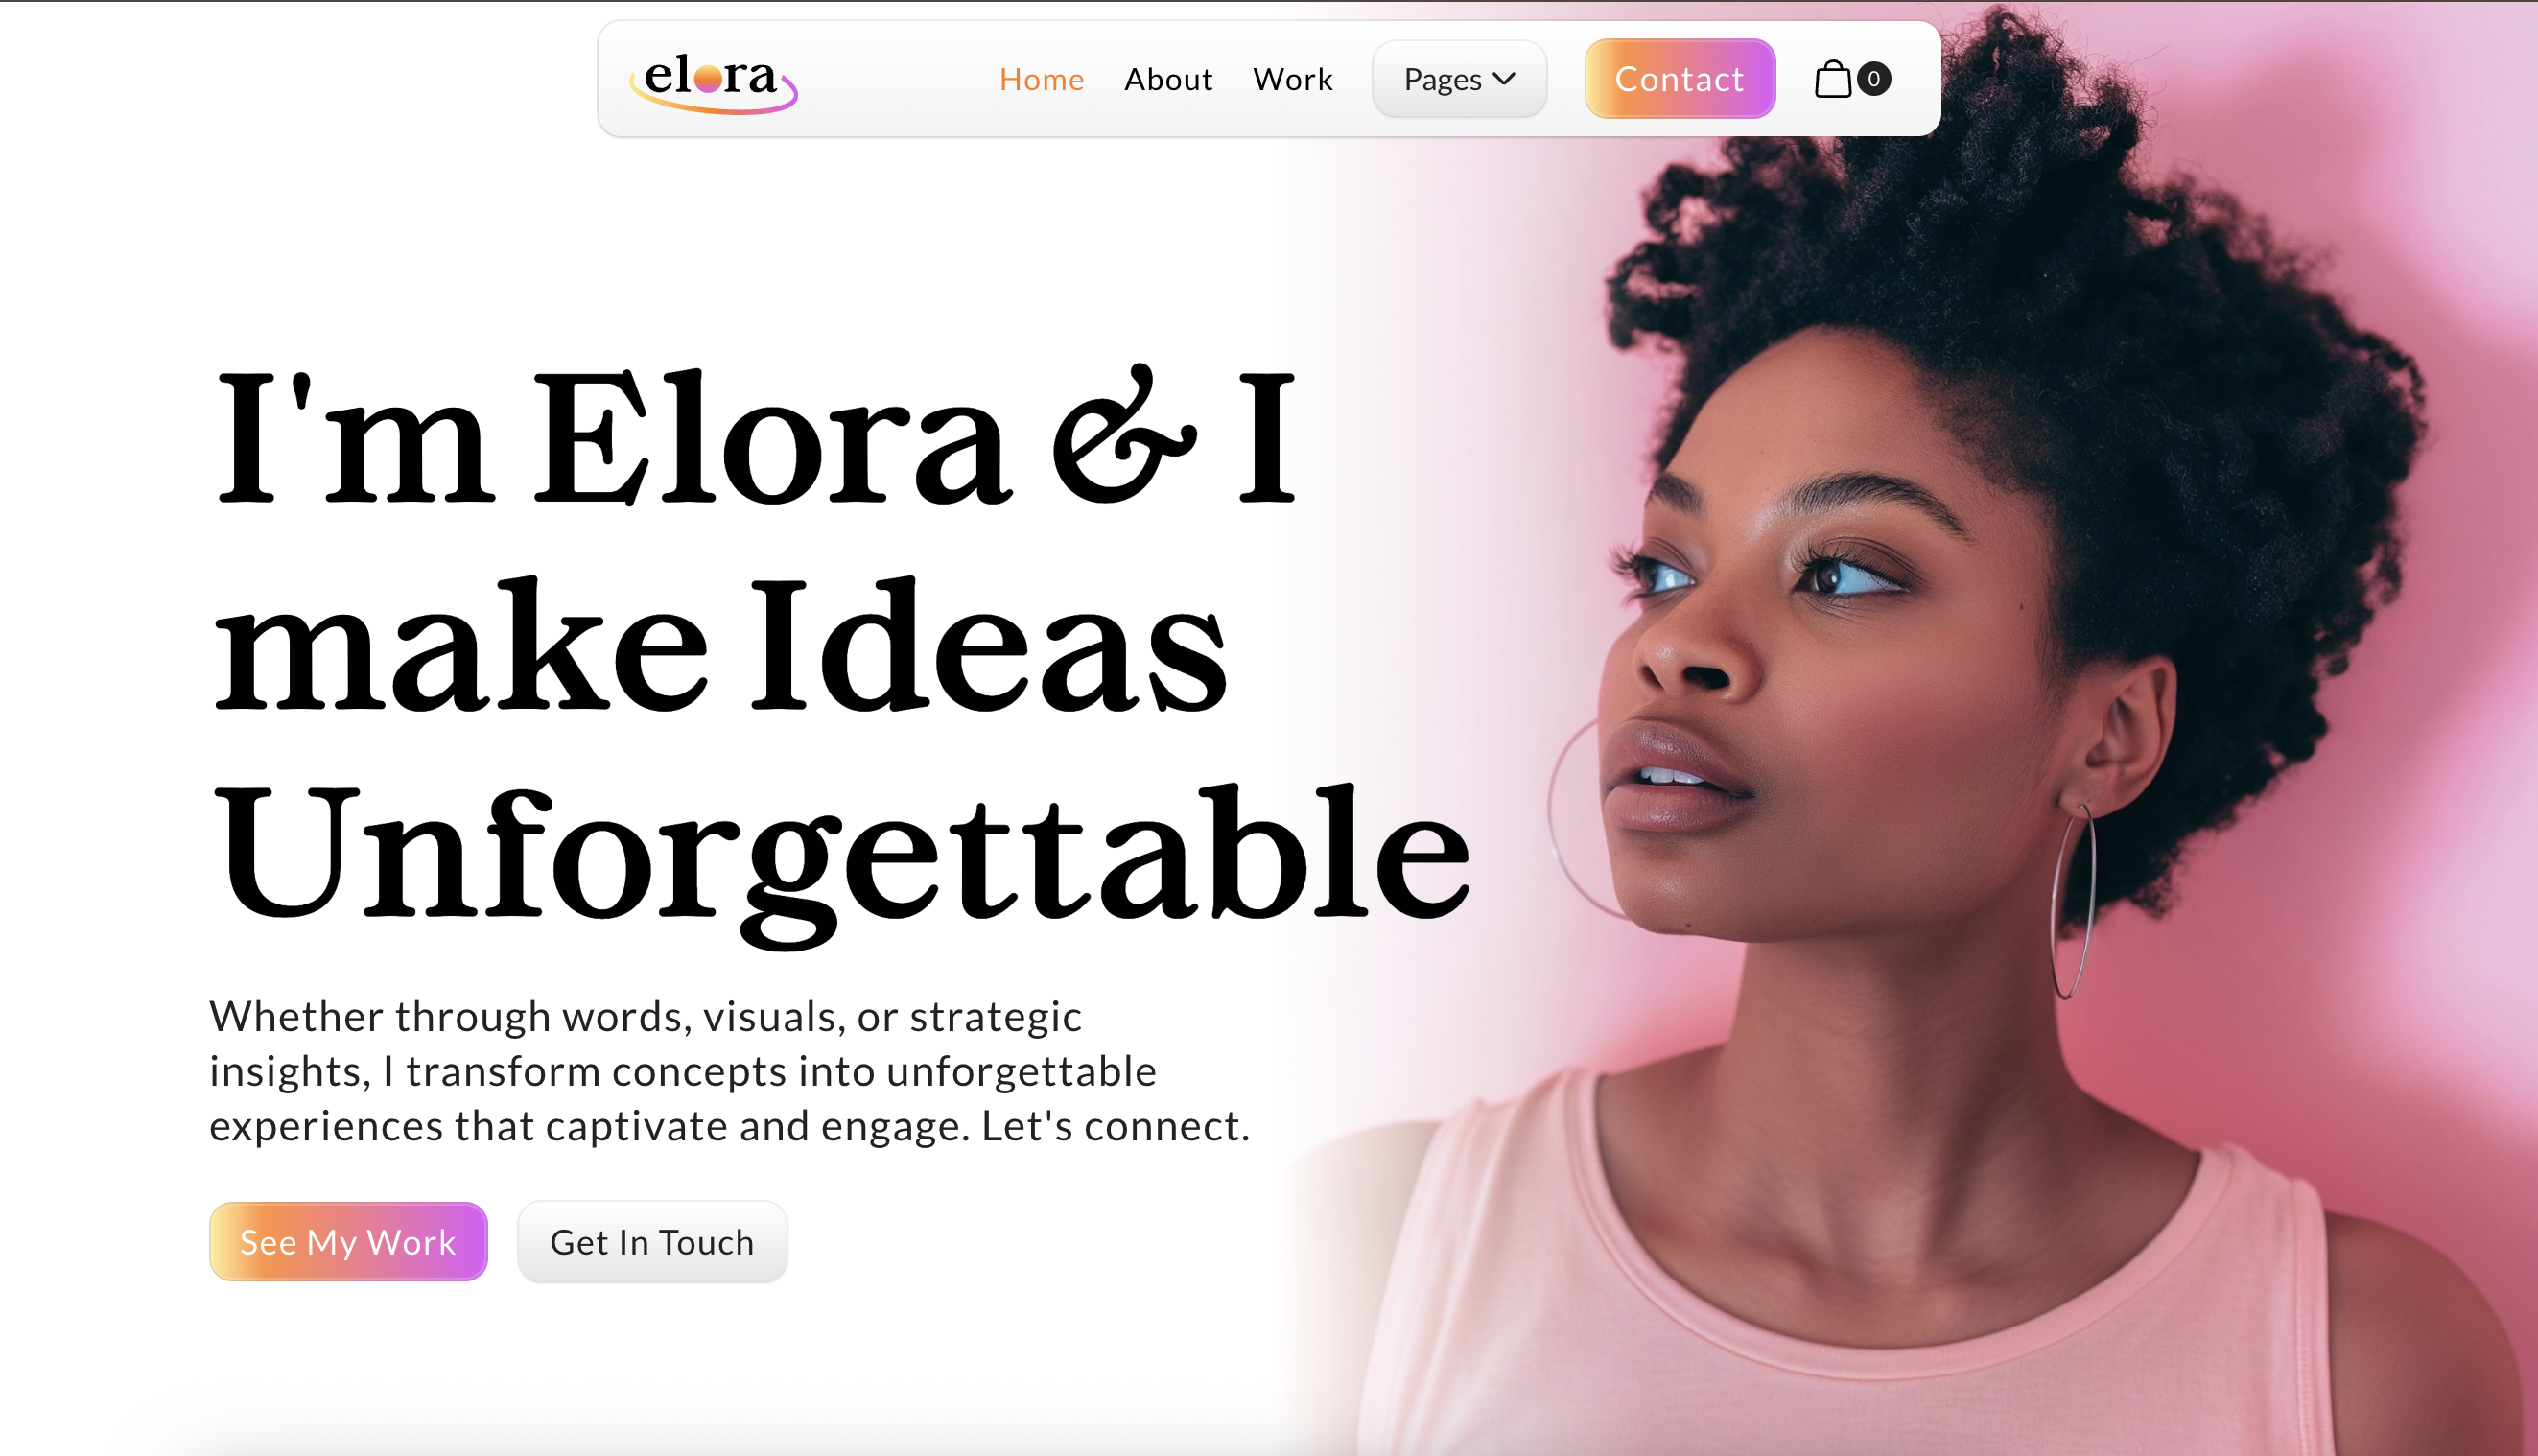 elora
Home About Work Pages Contact 0
I'm Elora & I
make Ideas
Unforgettable
Whether through words, visuals, or strategic
insights, I transform concepts into unforgettable
experiences that captivate and engage. Let's connect.
See My Work Get In Touch